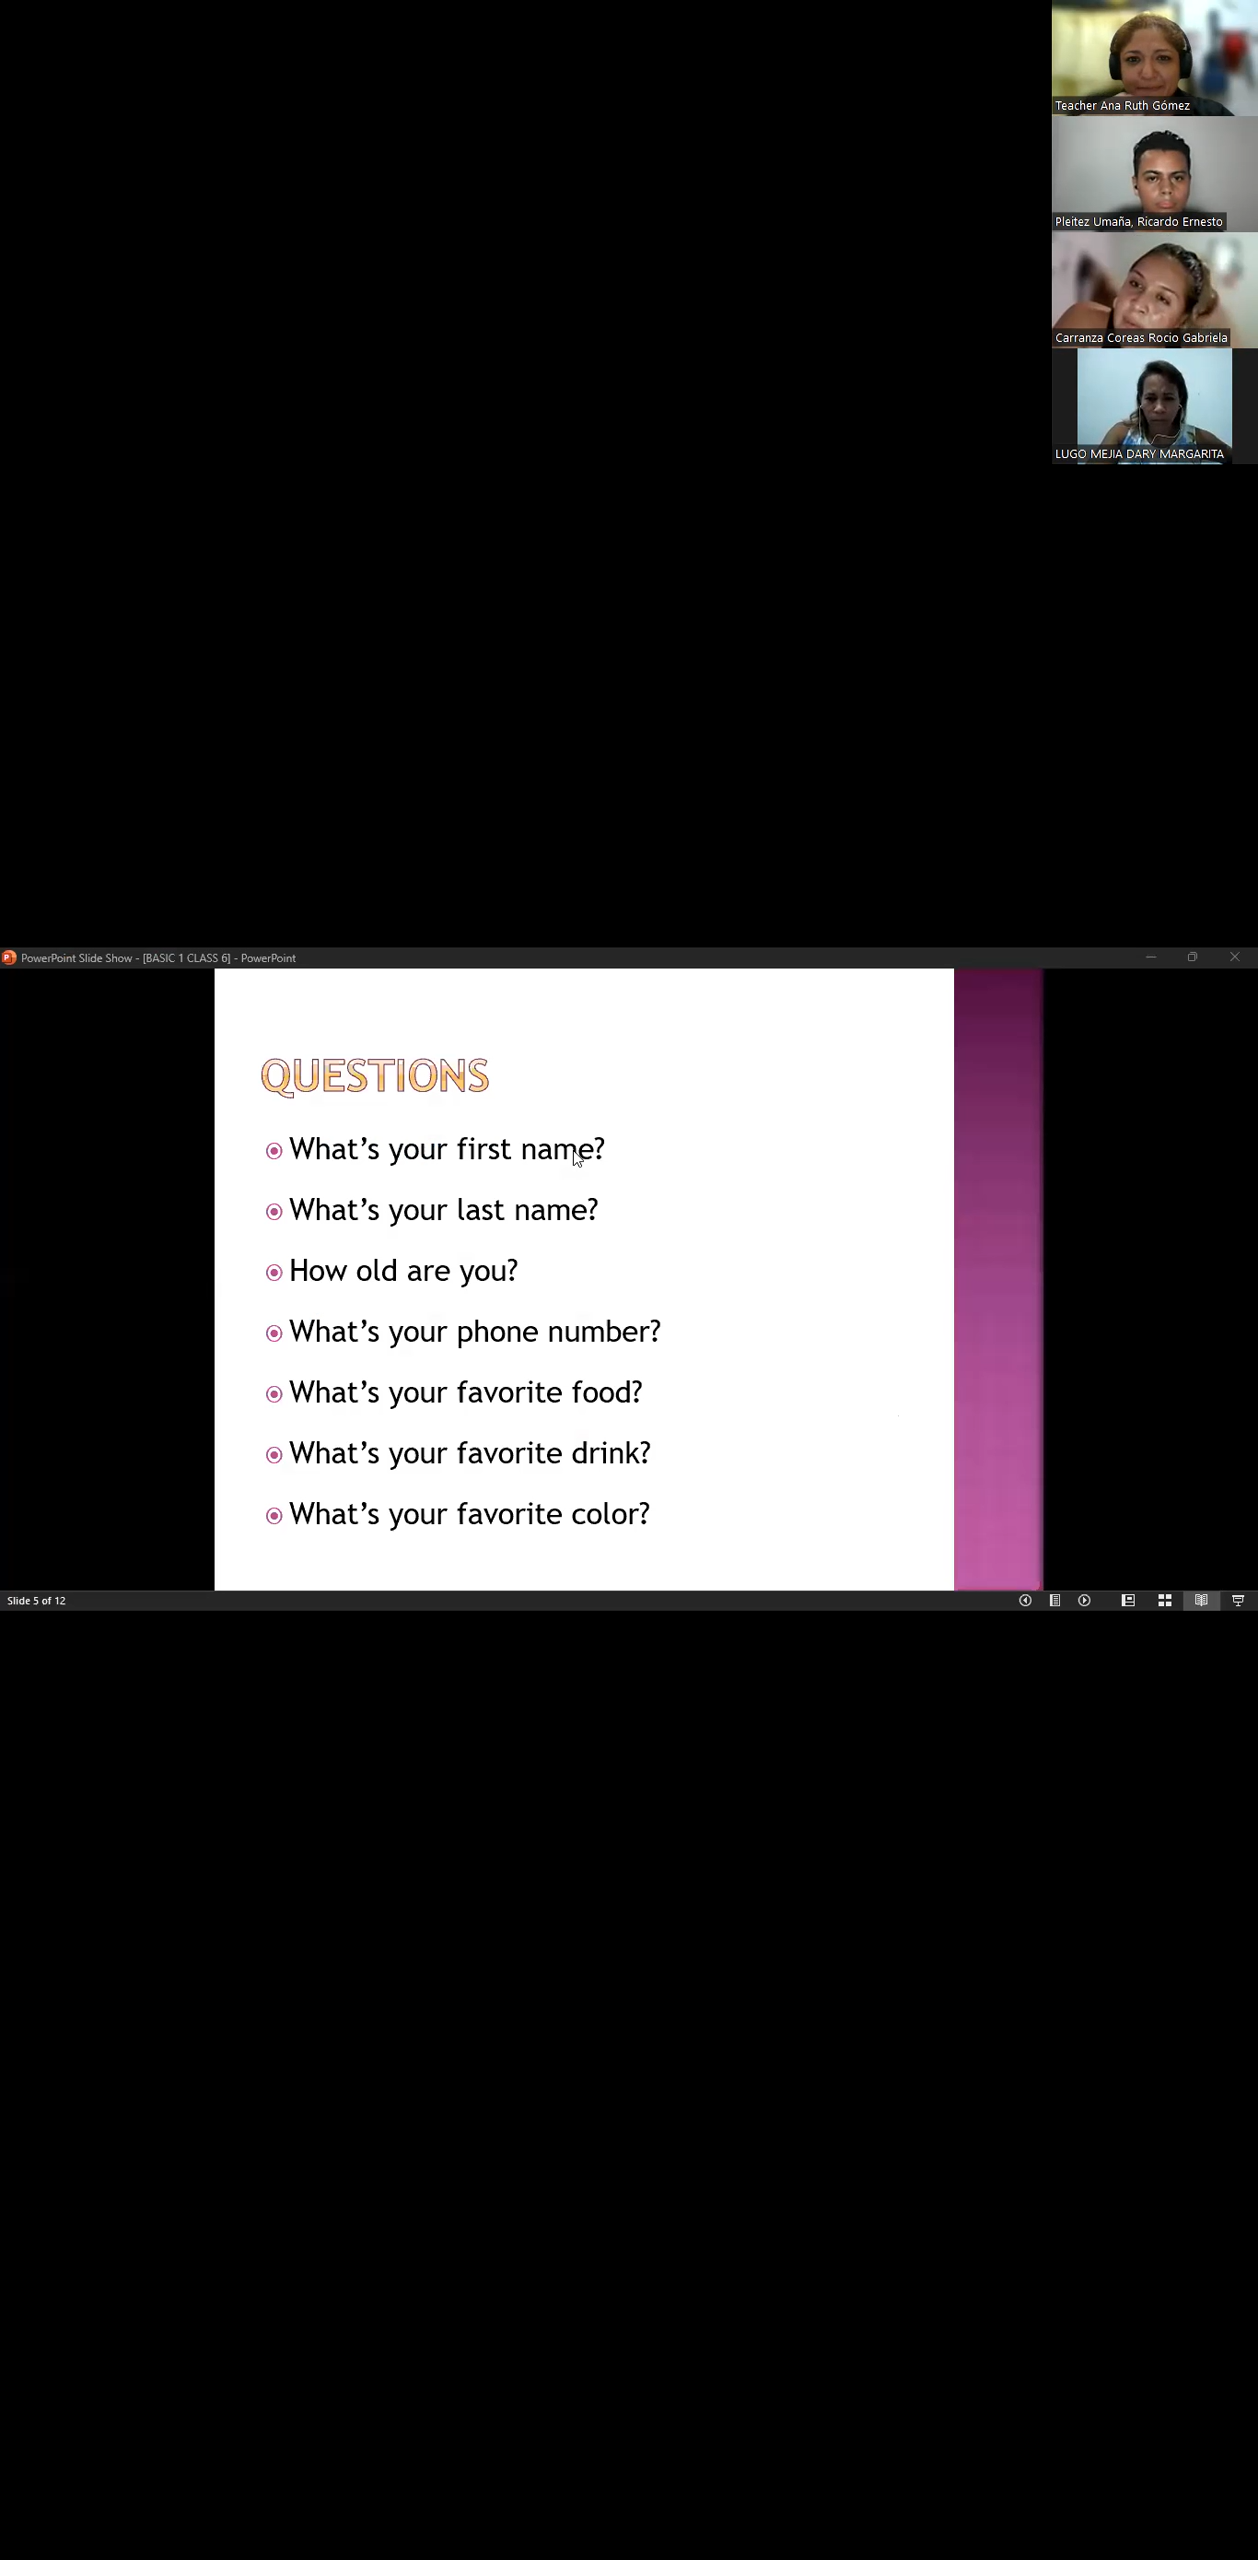 Teacher Ana Ruth Gómez
Pleitez Umaña, Ricardo Ernesto
Carranza Coreas Rocio Gabriela
LUGO MEJIA DARY MARGARITA
PowerPoint Slide Show - [BASIC 1 CLASS 6] - PowerPoint
QUESTIONS
What’s your first name?
What’s your last name?
How old are you?
What’s your phone number?
What’s your favorite food?
What’s your favorite drink?
What’s your favorite color?
Slide 5 of 12